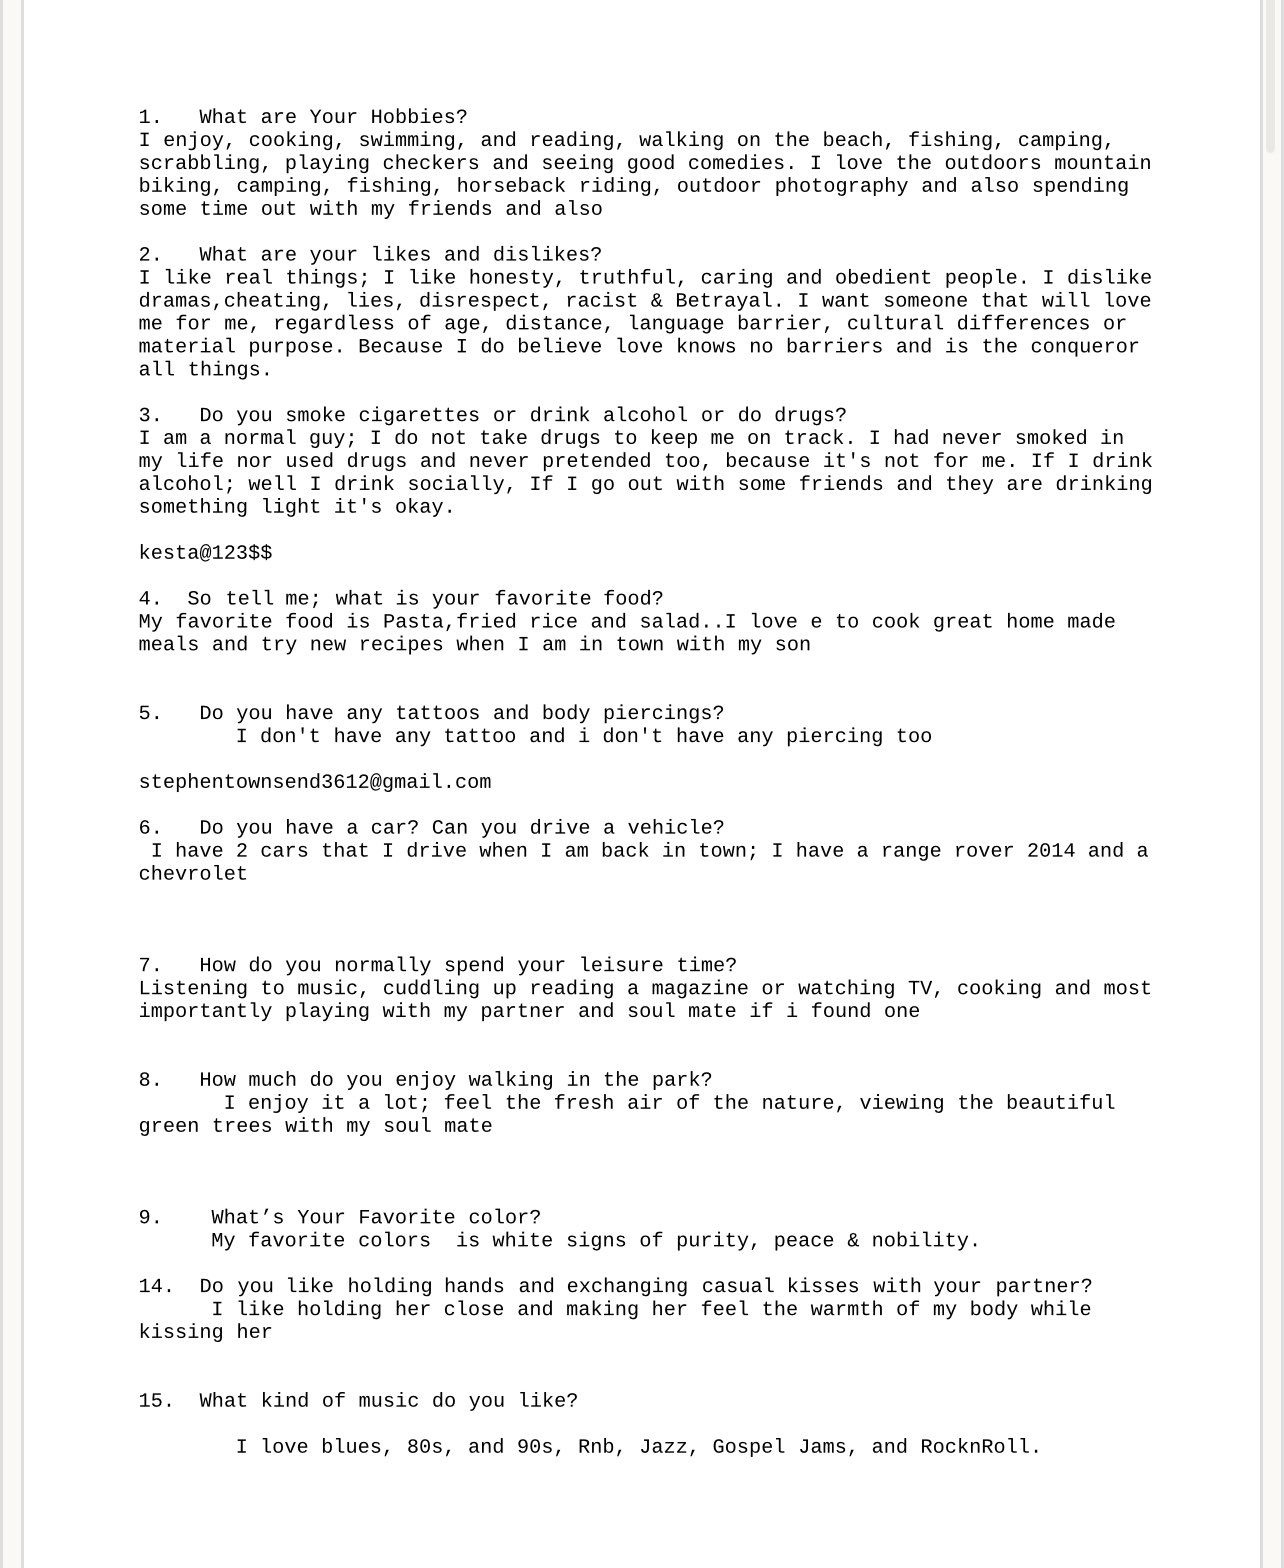 1.   What are Your Hobbies?
I enjoy, cooking, swimming, and reading, walking on the beach, fishing, camping,
scrabbling, playing checkers and seeing good comedies. I love the outdoors mountain
biking, camping, fishing, horseback riding, outdoor photography and also spending
some time out with my friends and also
2.   What are your likes and dislikes?
I like real things; I like honesty, truthful, caring and obedient people. I dislike
dramas,cheating, lies, disrespect, racist & Betrayal. I want someone that will love
me for me, regardless of age, distance, language barrier, cultural differences or
material purpose. Because I do believe love knows no barriers and is the conqueror
all things.
3.   Do you smoke cigarettes or drink alcohol or do drugs?
I am a normal guy; I do not take drugs to keep me on track. I had never smoked in
my life nor used drugs and never pretended too, because it's not for me. If I drink
alcohol; well I drink socially, If I go out with some friends and they are drinking
something light it's okay.
kesta@123$$
4.  So tell me; what is your favorite food?
My favorite food is Pasta,fried rice and salad..I love e to cook great home made
meals and try new recipes when I am in town with my son
5.   Do you have any tattoos and body piercings?
I don't have any tattoo and i don't have any piercing too
stephentownsend3612@gmail.com
6.   Do you have a car? Can you drive a vehicle?
I have 2 cars that I drive when I am back in town; I have a range rover 2014 and a
chevrolet
7.   How do you normally spend your leisure time?
Listening to music, cuddling up reading a magazine or watching TV, cooking and most
importantly playing with my partner and soul mate if i found one
8.   How much do you enjoy walking in the park?
I enjoy it a lot; feel the fresh air of the nature, viewing the beautiful
green trees with my soul mate
9.    What’s Your Favorite color?
My favorite colors  is white signs of purity, peace & nobility.
14.  Do you like holding hands and exchanging casual kisses with your partner?
I like holding her close and making her feel the warmth of my body while
kissing her
15.  What kind of music do you like?
I love blues, 80s, and 90s, Rnb, Jazz, Gospel Jams, and RocknRoll.